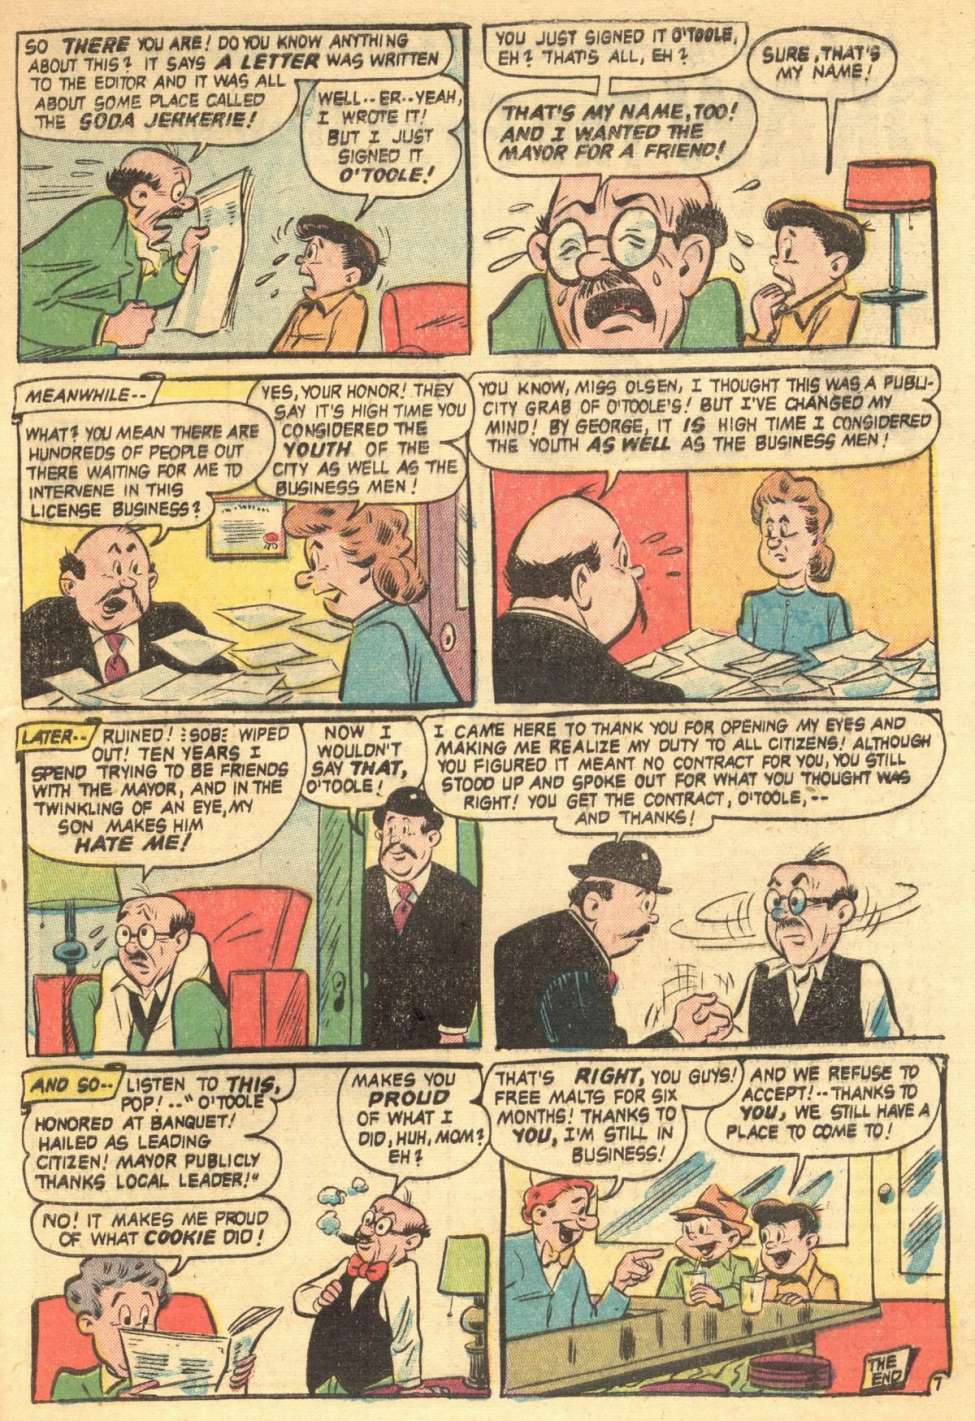 SO THERE YOU ARE! DO YOU KNOW ANYTHING
ABOUT THIS? IT SAYS A LETTER WAS WRITTEN
TO THE EDITOR AND IT WAS ALL
ABOUT SOME PLACE CALLED
THE SODA JERKERIE!
WELL--ER--YEAH,
I WROTE IT!
BUT I JUST
SIGNED IT
O'TOOLE!
YOU JUST SIGNED IT O'TOOLE,
EH? THAT'S ALL, EH?
THAT'S MY NAME, TOO!
AND I WANTED THE
MAYOR FOR A FRIEND!
SURE, THAT'S
MY NAME!
MEANWHILE--
WHAT? YOU MEAN THERE ARE
HUNDREDS OF PEOPLE OUT
THERE WAITING FOR ME TO
INTERVENE IN THIS
LICENSE BUSINESS?
YES, YOUR HONOR! THEY
SAY IT'S HIGH TIME YOU
CONSIDERED THE
YOUTH OF THE
CITY AS WELL AS THE
BUSINESS MEN!
YOU KNOW, MISS OLSEN, I THOUGHT THIS WAS A PUBLI-
CITY GRAB OF O'TOOLE'S! BUT I'VE CHANGED MY
MIND! BY GEORGE, IT IS HIGH TIME I CONSIDERED
THE YOUTH AS WELL AS THE BUSINESS MEN!
LATER--
RUINED! :SOB: WIPED
OUT! TEN YEARS I
SPEND TRYING TO BE FRIENDS
WITH THE MAYOR, AND IN THE
TWINKLING OF AN EYE, MY
SON MAKES HIM
HATE ME!
NOW I
WOULDN'T
SAY THAT,
O'TOOLE!
I CAME HERE TO THANK YOU FOR OPENING MY EYES AND
MAKING ME REALIZE MY DUTY TO ALL CITIZENS! ALTHOUGH
YOU FIGURED IT MEANT NO CONTRACT FOR YOU, YOU STILL
STOOD UP AND SPOKE OUT FOR WHAT YOU THOUGHT WAS
RIGHT! YOU GET THE CONTRACT, O'TOOLE,--
AND THANKS!
AND SO--
LISTEN TO THIS,
POP!--"O'TOOLE
HONORED AT BANQUET!
HAILED AS LEADING
CITIZEN! MAYOR PUBLICLY
THANKS LOCAL LEADER!"
NO! IT MAKES ME PROUD
OF WHAT COOKIE DID!
MAKES YOU
PROUD
OF WHAT I
DID, HUH, MOM?
EH?
THAT'S RIGHT, YOU GUYS!
FREE MALTS FOR SIX
MONTHS! THANKS TO
YOU, I'M STILL IN
BUSINESS!
AND WE REFUSE TO
ACCEPT!--THANKS TO
YOU, WE STILL HAVE A
PLACE TO COME TO!
THE
END
7